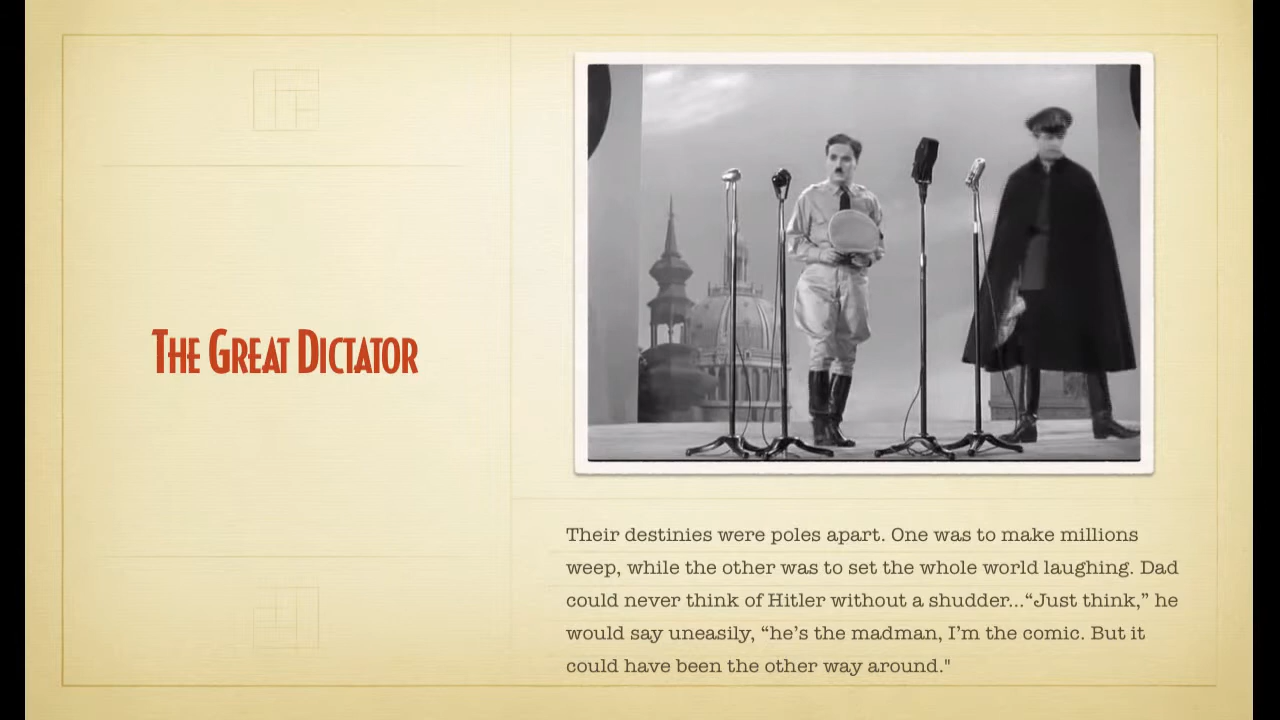 The Great Dictator
Their destinies were poles apart. One was to make millions
weep, while the other was to set the whole world laughing. Dad
could never think of Hitler without a shudder...“Just think,” he
would say uneasily, “he’s the madman, I’m the comic. But it
could have been the other way around."